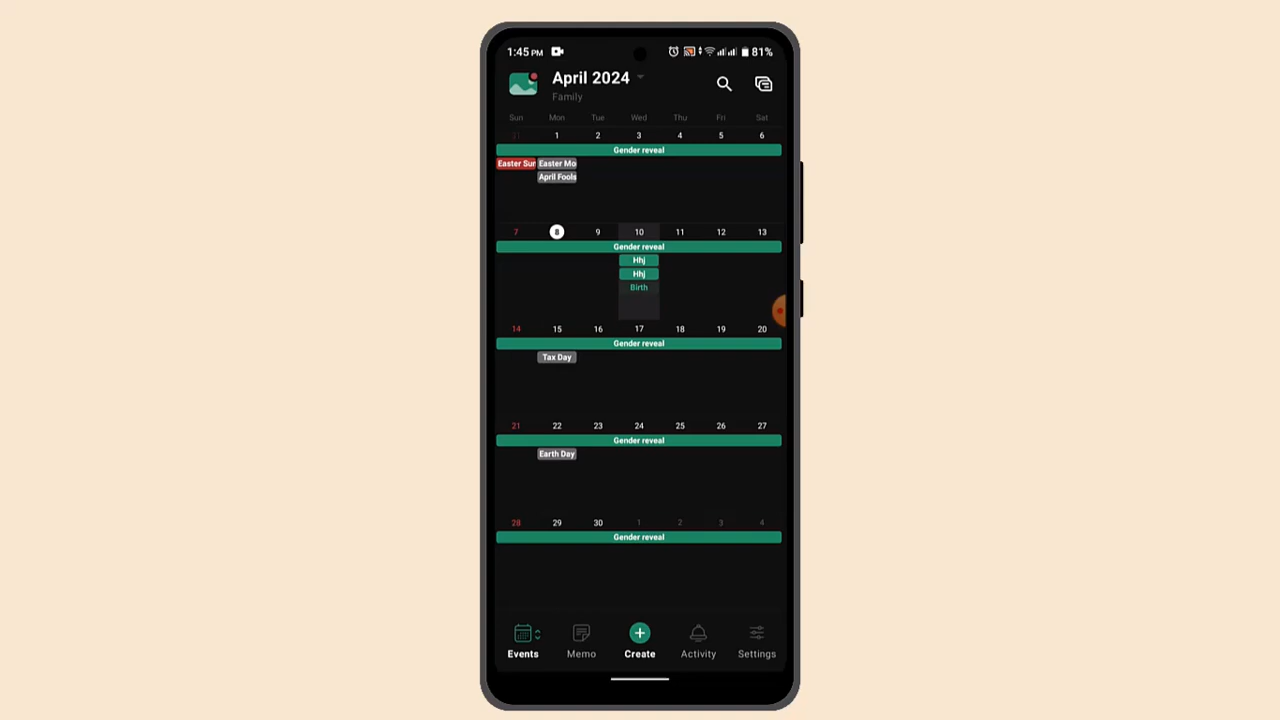 1:45 PM 81%
April 2024
Family
Sun Mon Tue Wed Thu Fri Sat
31 1 2 3 4 5 6
Gender reveal
Easter Sun Easter Mo
April Fools
7 8 9 10 11 12 13
Gender reveal
Hhj
Hhj
Birth
14 15 16 17 18 19 20
Gender reveal
Tax Day
21 22 23 24 25 26 27
Gender reveal
Earth Day
28 29 30 1 2 3 4
Gender reveal
Events Memo Create Activity Settings